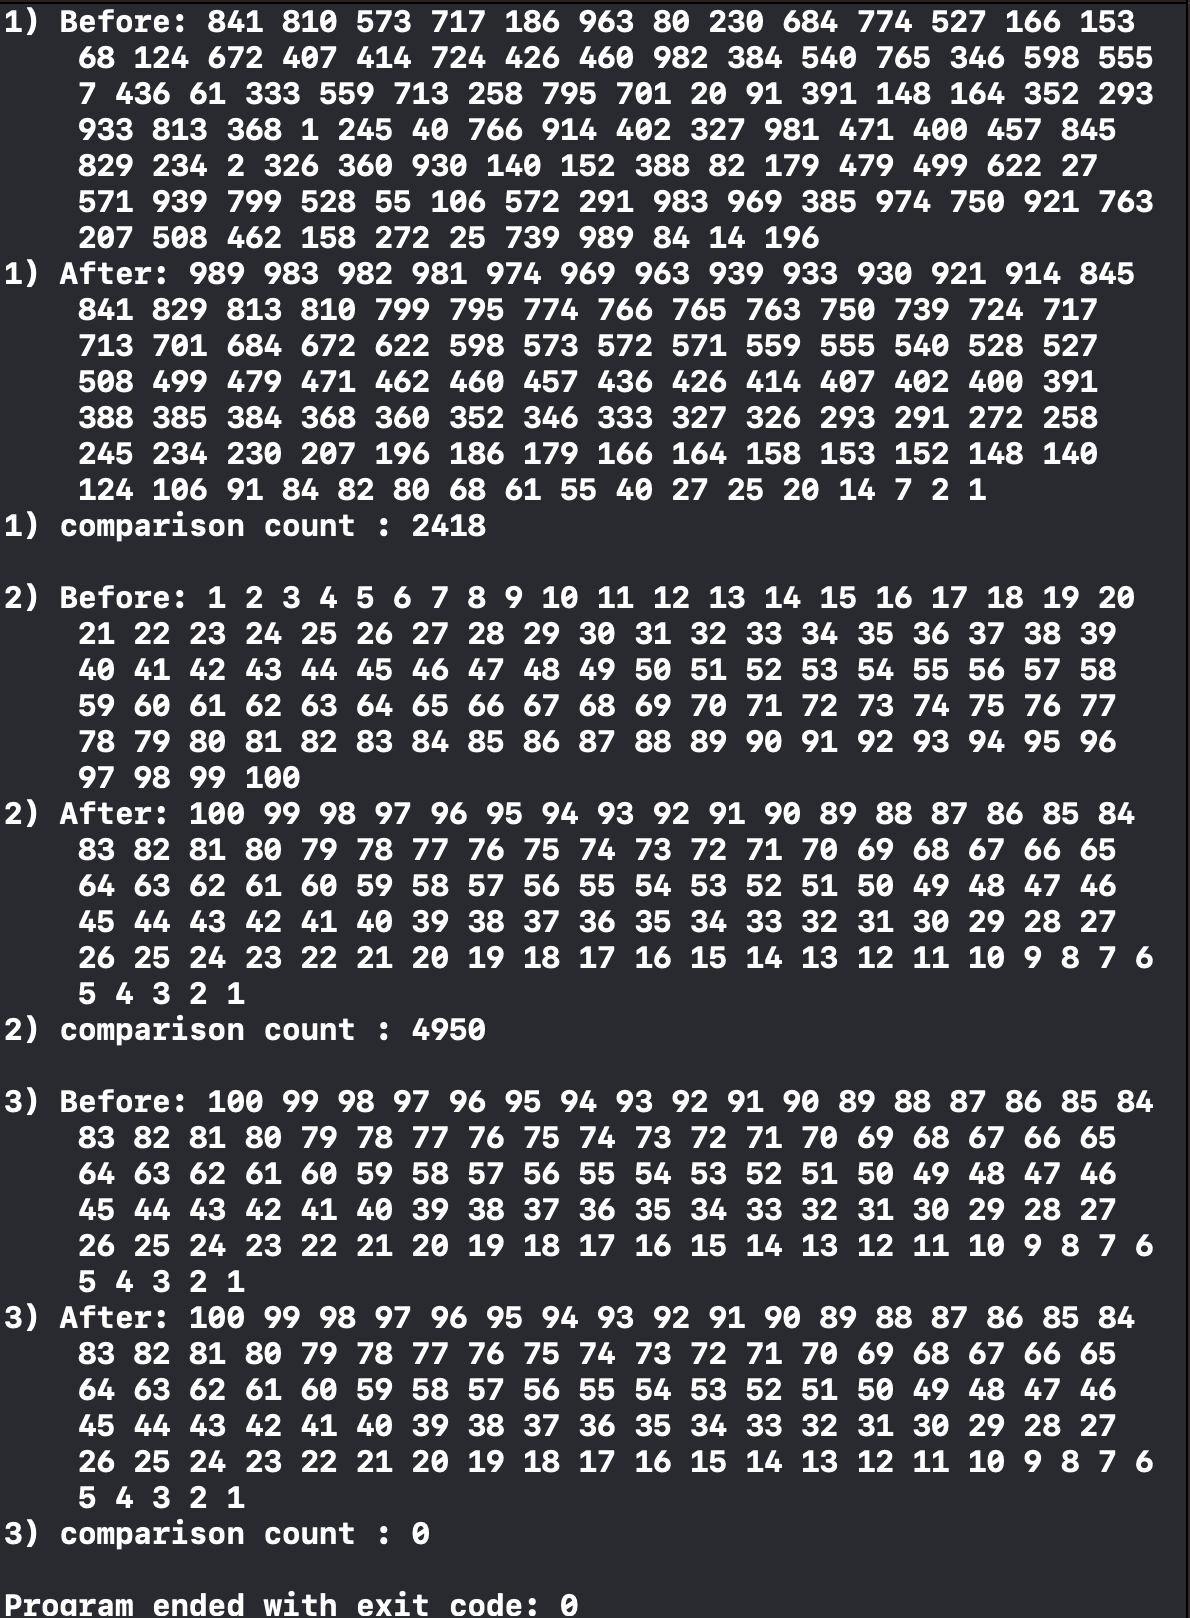 1) Before: 841 810 573 717 186 963 80 230 684 774 527 166 153
68 124 672 407 414 724 426 460 982 384 540 765 346 598 555
7 436 61 333 559 713 258 795 701 20 91 391 148 164 352 293
933 813 368 1 245 40 766 914 402 327 981 471 400 457 845
829 234 2 326 360 930 140 152 388 82 179 479 499 622 27
571 939 799 528 55 106 572 291 983 969 385 974 750 921 763
207 508 462 158 272 25 739 989 84 14 196
1) After: 989 983 982 981 974 969 963 939 933 930 921 914 845
841 829 813 810 799 795 774 766 765 763 750 739 724 717
713 701 684 672 622 598 573 572 571 559 555 540 528 527
508 499 479 471 462 460 457 436 426 414 407 402 400 391
388 385 384 368 360 352 346 333 327 326 293 291 272 258
245 234 230 207 196 186 179 166 164 158 153 152 148 140
124 106 91 84 82 80 68 61 55 40 27 25 20 14 7 2 1
1) comparison count : 2418
2) Before: 1 2 3 4 5 6 7 8 9 10 11 12 13 14 15 16 17 18 19 20
21 22 23 24 25 26 27 28 29 30 31 32 33 34 35 36 37 38 39
40 41 42 43 44 45 46 47 48 49 50 51 52 53 54 55 56 57 58
59 60 61 62 63 64 65 66 67 68 69 70 71 72 73 74 75 76 77
78 79 80 81 82 83 84 85 86 87 88 89 90 91 92 93 94 95 96
97 98 99 100
2) After: 100 99 98 97 96 95 94 93 92 91 90 89 88 87 86 85 84
83 82 81 80 79 78 77 76 75 74 73 72 71 70 69 68 67 66 65
64 63 62 61 60 59 58 57 56 55 54 53 52 51 50 49 48 47 46
45 44 43 42 41 40 39 38 37 36 35 34 33 32 31 30 29 28 27
26 25 24 23 22 21 20 19 18 17 16 15 14 13 12 11 10 9 8 7 6
5 4 3 2 1
2) comparison count : 4950
3) Before: 100 99 98 97 96 95 94 93 92 91 90 89 88 87 86 85 84
83 82 81 80 79 78 77 76 75 74 73 72 71 70 69 68 67 66 65
64 63 62 61 60 59 58 57 56 55 54 53 52 51 50 49 48 47 46
45 44 43 42 41 40 39 38 37 36 35 34 33 32 31 30 29 28 27
26 25 24 23 22 21 20 19 18 17 16 15 14 13 12 11 10 9 8 7 6
5 4 3 2 1
3) After: 100 99 98 97 96 95 94 93 92 91 90 89 88 87 86 85 84
83 82 81 80 79 78 77 76 75 74 73 72 71 70 69 68 67 66 65
64 63 62 61 60 59 58 57 56 55 54 53 52 51 50 49 48 47 46
45 44 43 42 41 40 39 38 37 36 35 34 33 32 31 30 29 28 27
26 25 24 23 22 21 20 19 18 17 16 15 14 13 12 11 10 9 8 7 6
5 4 3 2 1
3) comparison count : 0
Program ended with exit code: 0